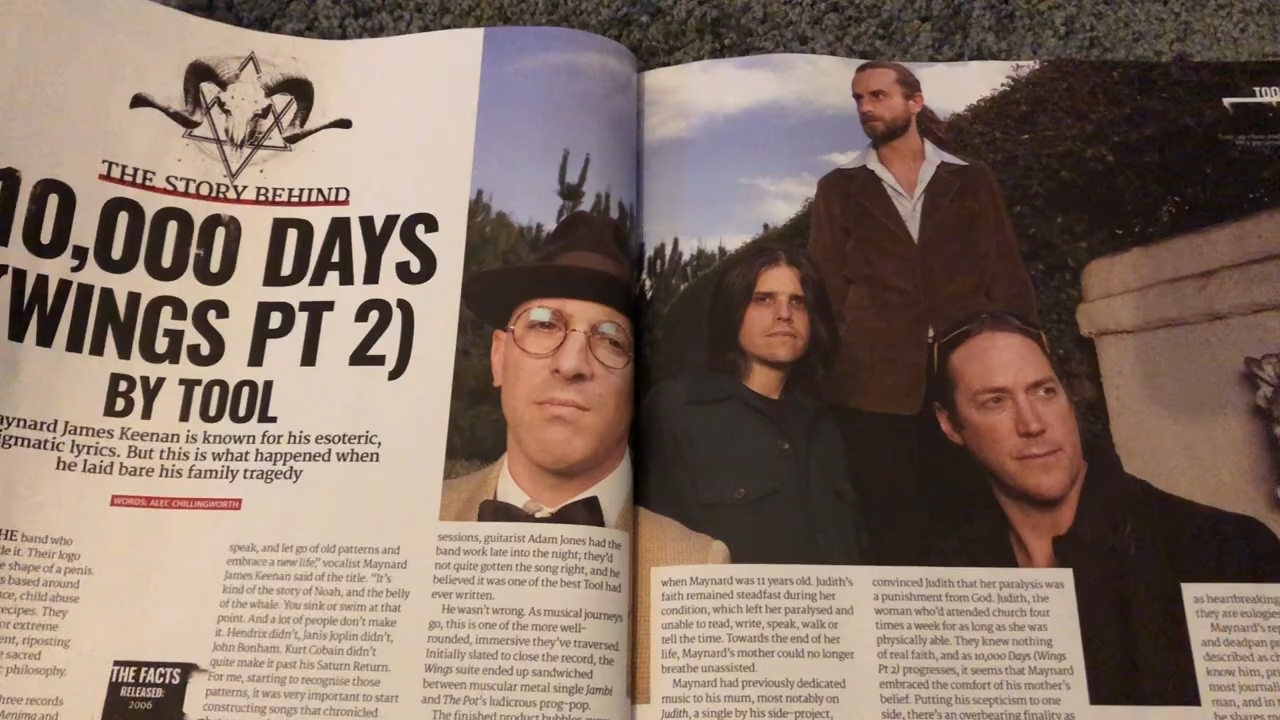 THE STORY BEHIND
10,000 DAYS
(WINGS PT 2)
BY TOOL
aynard James Keenan is known for his esoteric,
igmatic lyrics. But this is what happened when
he laid bare his family tragedy
WORDS: ALEC CHILLINGWORTH
HE band who
le it. Their logo
e shape of a penis.
s based around
ce, child abuse
recipes. They
or extreme
ent, riposting
e sacred
c philosophy.
hree records
Aenima and
THE FACTS
RELEASED:
2006
speak, and let go of old patterns and
embrace a new life," vocalist Maynard
James Keenan said of the title. "It's
kind of the story of Noah, and the belly
of the whale. You sink or swim at that
point. And a lot of people don't make
it. Hendrix didn't, Janis Joplin didn't,
John Bonham. Kurt Cobain didn't
quite make it past his Saturn Return.
For me, starting to recognise those
patterns, it was very important to start
constructing songs that chronicled
sessions, guitarist Adam Jones had the
band work late into the night; they'd
not quite gotten the song right, and he
believed it was one of the best Tool had
ever written.
He wasn't wrong. As musical journeys
go, this is one of the more well-
rounded, immersive they've traversed.
Initially slated to close the record, the
Wings suite ended up sandwiched
between muscular metal single Jambi
and The Pot's ludicrous prog-pop.
The finished product bubbles
when Maynard was 11 years old. Judith's
faith remained steadfast during her
condition, which left her paralysed and
unable to read, write, speak, walk or
tell the time. Towards the end of her
life, Maynard's mother could no longer
breathe unassisted.
Maynard had previously dedicated
music to his mum, most notably on
Judith, a single by his side-project,
convinced Judith that her paralysis was
a punishment from God. Judith, the
woman who'd attended church four
times a week for as long as she was
physically able. They knew nothing
of real faith, and as 10,000 Days (Wings
Pt 2) progresses, it seems that Maynard
embraced the comfort of his mother's
belief. Putting his scepticism to one
side, there's an overbearing finality as
TOO
as heartbreaking
they are eulogie
Maynard's re
and deadpan p
described as c
know him, pr
most journal
man, and in
he shares